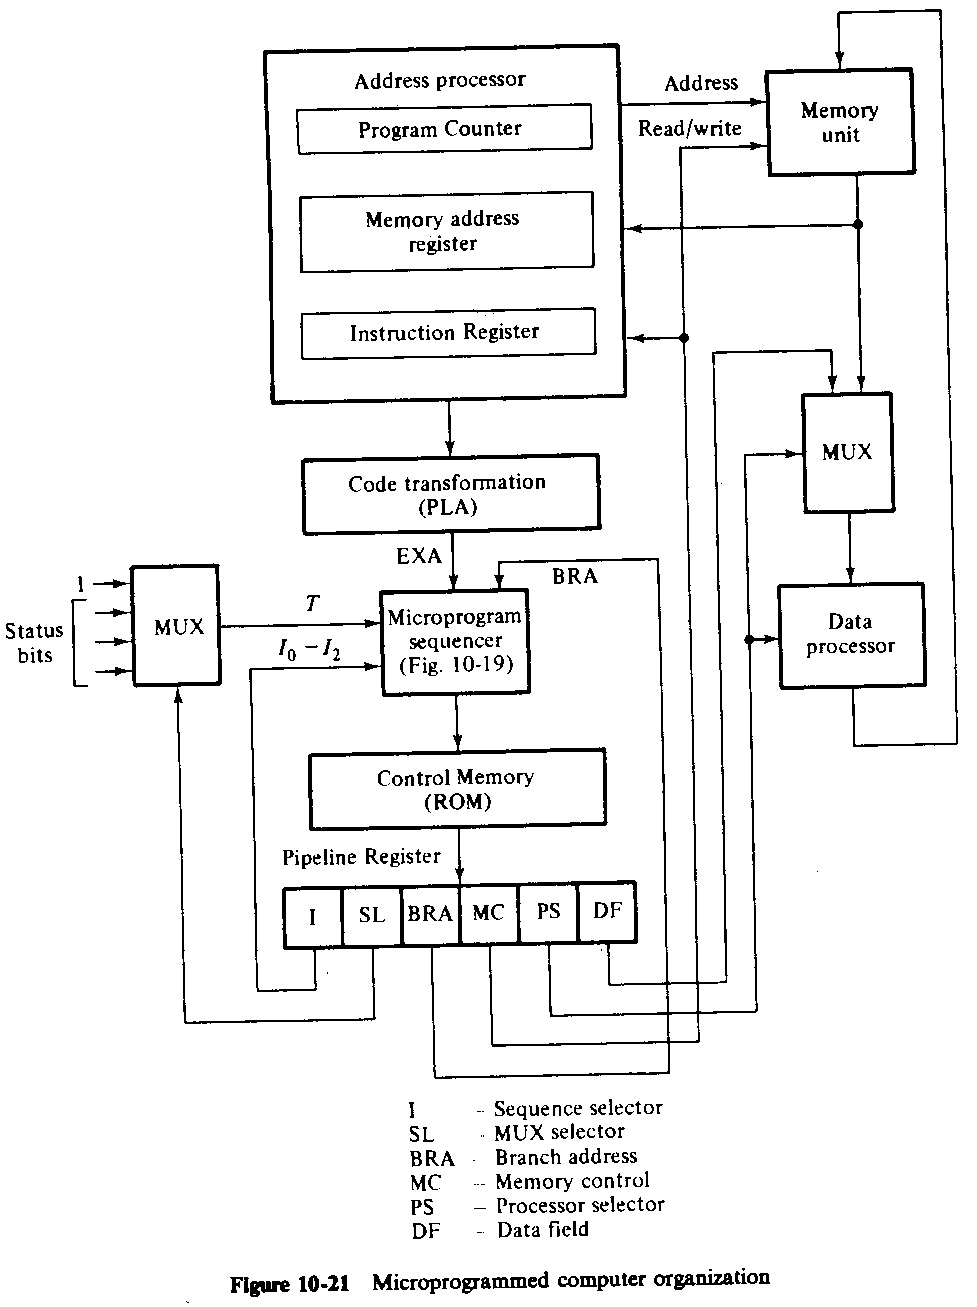 Address processor
Program Counter
Memory address
register
Instruction Register
Address
Read/write
Memory
unit
MUX
Data
processor
Code transformation
(PLA)
EXA
BRA
1
Status
bits
MUX
T
I0 – I2
Microprogram
sequencer
(Fig. 10-19)
Control Memory
(ROM)
Pipeline Register
I SL BRA MC PS DF
I – Sequence selector
SL - MUX selector
BRA - Branch address
MC – Memory control
PS – Processor selector
DF – Data field
Figure 10-21 Microprogrammed computer organization